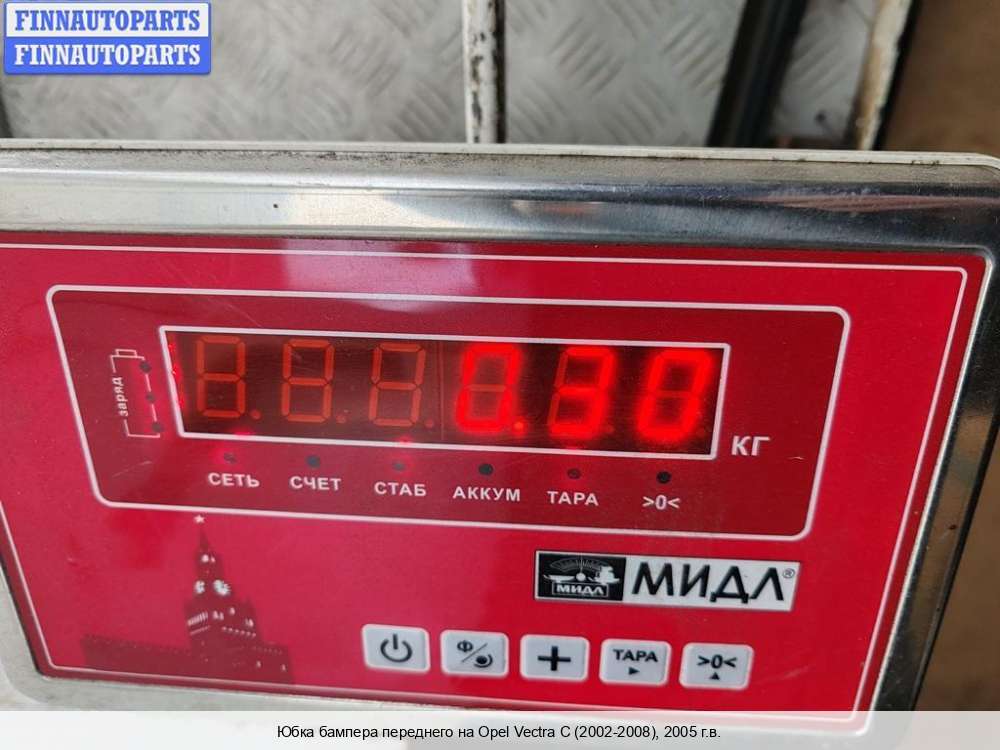 FINNAUTOPARTS
FINNAUTOPARTS
заряд
0.30
КГ
СЕТЬ СЧЕТ СТАБ АККУМ ТАРА >0<
МИДЛ
МИДЛ®
Ф + ТАРА >0<
Юбка бампера переднего на Opel Vectra C (2002-2008), 2005 г.в.